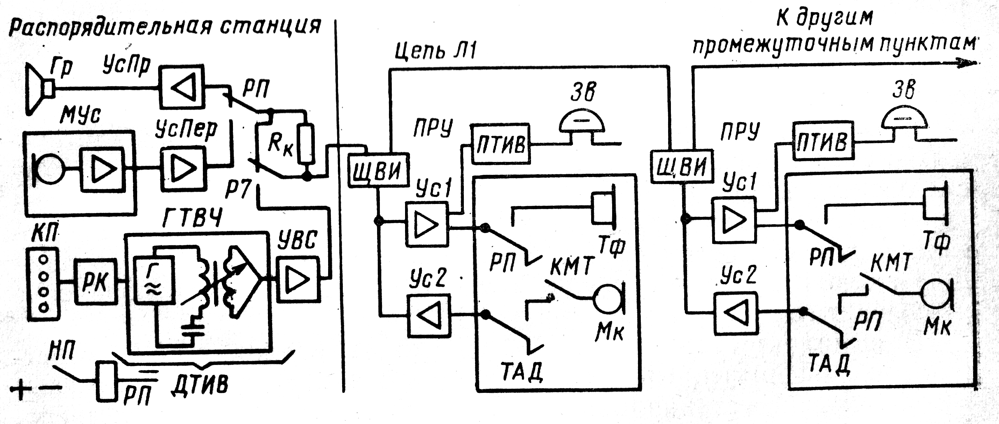 Распорядительная станция
К другим
промежуточным пунктам
Цепь Л1
Гр
УсПр
РП
МУс
УсПер
Rк
Р7
КП
ГТВЧ
УВС
РК
Г
≈
НП
РП
ДТИВ
+ −
ЩВИ
ПРУ
ПТИВ
Зв
Ус1
Тф
РП
КМТ
Ус2
Мк
ТАД
ЩВИ
ПРУ
ПТИВ
Зв
Ус1
Тф
РП
КМТ
Ус2
РП
Мк
ТАД